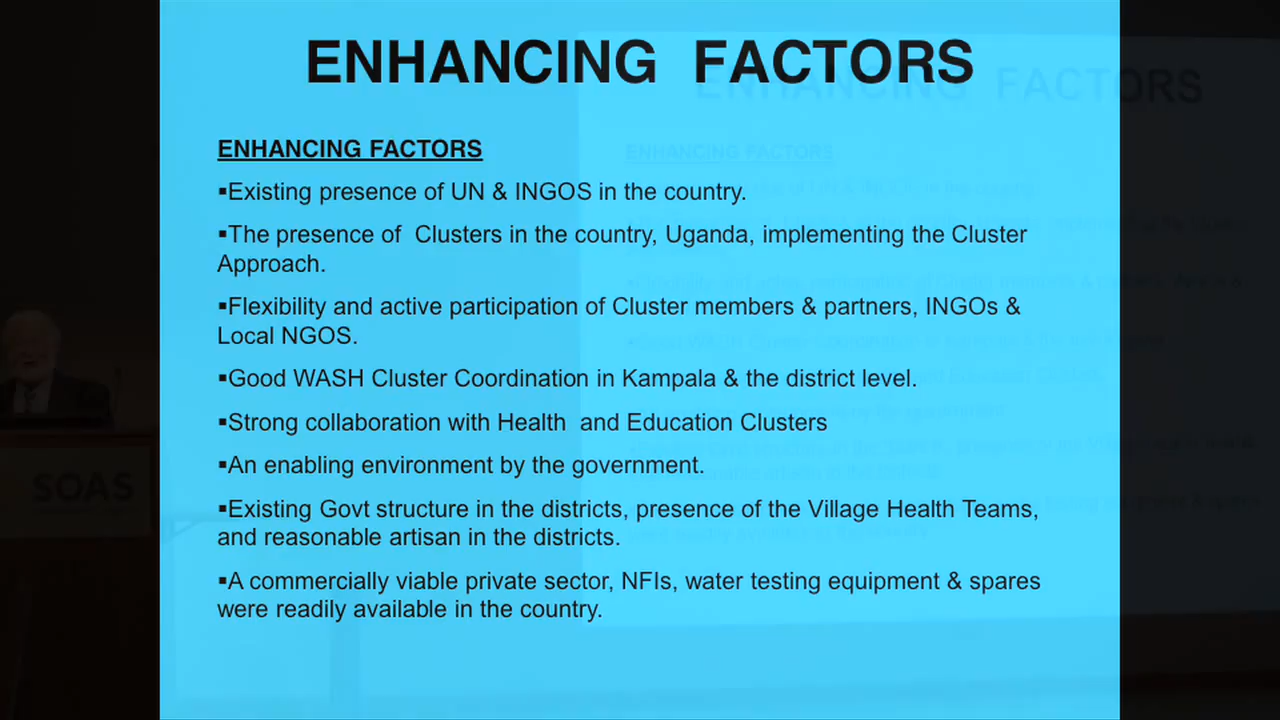 ENHANCING FACTORS
ENHANCING FACTORS
▪Existing presence of UN & INGOS in the country.
▪The presence of Clusters in the country, Uganda, implementing the Cluster
Approach.
▪Flexibility and active participation of Cluster members & partners, INGOs &
Local NGOS.
▪Good WASH Cluster Coordination in Kampala & the district level.
▪Strong collaboration with Health and Education Clusters
▪An enabling environment by the government.
▪Existing Govt structure in the districts, presence of the Village Health Teams,
and reasonable artisan in the districts.
▪A commercially viable private sector, NFIs, water testing equipment & spares
were readily available in the country.
ENHANCING FACTORS
ENHANCING FACTORS
SOAS